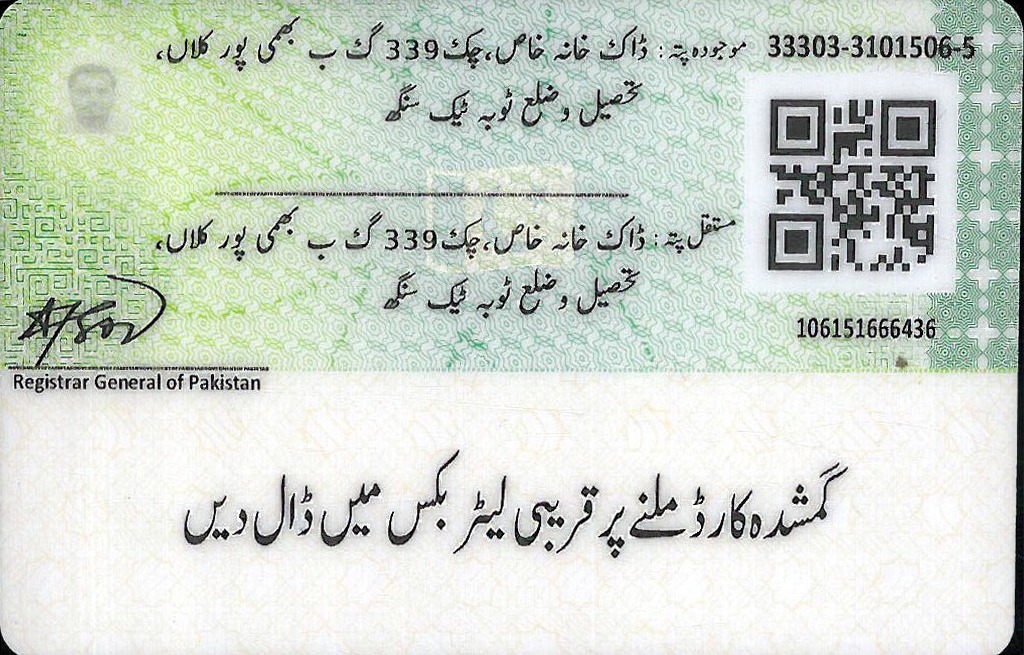 موجودہ پتہ: ڈاک خانہ خاص، چک 339 گ ب بھمی پور کلاں، 33303-3101506-5
تحصیل و ضلع ٹوبہ ٹیک سنگھ
مستقل پتہ: ڈاک خانہ خاص، چک 339 گ ب بھمی پور کلاں،
تحصیل و ضلع ٹوبہ ٹیک سنگھ
106151666436
Registrar General of Pakistan
گمشدہ کارڈ ملنے پر قریبی لیٹر بکس میں ڈال دیں